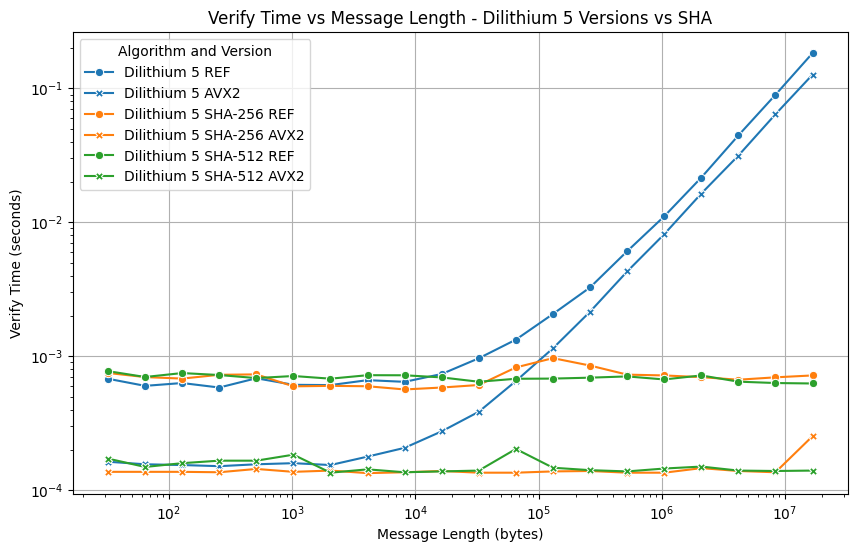 Verify Time vs Message Length - Dilithium 5 Versions vs SHA
Algorithm and Version
Dilithium 5 REF
Dilithium 5 AVX2
Dilithium 5 SHA-256 REF
Dilithium 5 SHA-256 AVX2
Dilithium 5 SHA-512 REF
Dilithium 5 SHA-512 AVX2
Verify Time (seconds)
10⁻¹
10⁻²
10⁻³
10⁻⁴
10² 10³ 10⁴ 10⁵ 10⁶ 10⁷
Message Length (bytes)